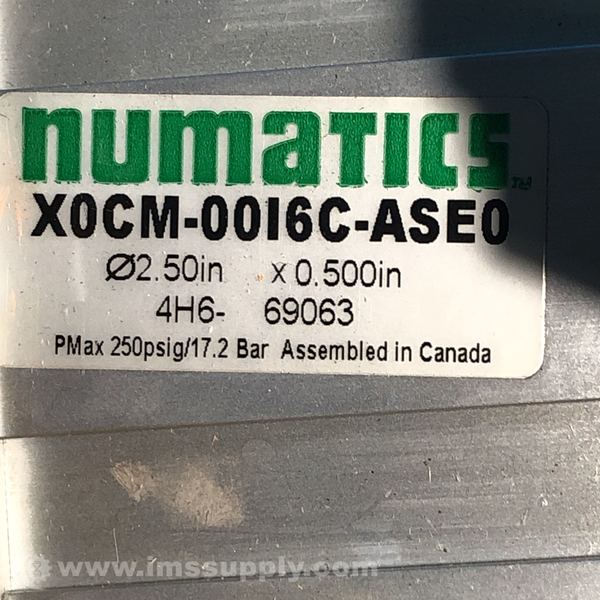 numatics™
X0CM-00I6C-ASE0
Ø2.50in x 0.500in
4H6- 69063
PMax 250psig/17.2 Bar Assembled in Canada
www.imssupply.com